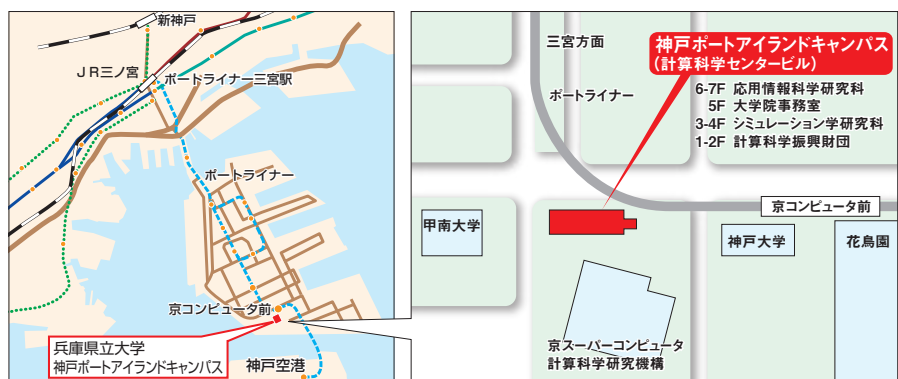 新神戸
JR三ノ宮
ポートライナー三宮駅
ポートライナー
京コンピュータ前
兵庫県立大学
神戸ポートアイランドキャンパス
神戸空港
三宮方面
ポートライナー
神戸ポートアイランドキャンパス
(計算科学センタービル)
6-7F 応用情報科学研究科
5F 大学院事務室
3-4F シミュレーション学研究科
1-2F 計算科学振興財団
京コンピュータ前
甲南大学
神戸大学
花鳥園
京スーパーコンピュータ
計算科学研究機構